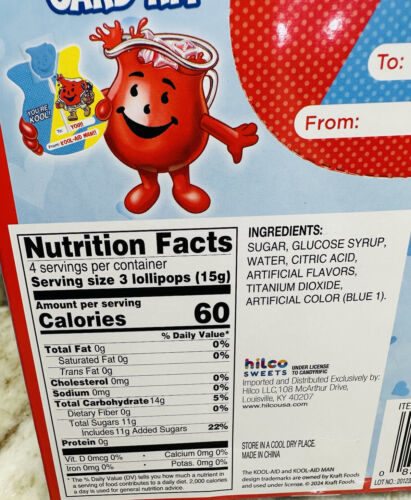 CARD KIT
YOU'RE
KOOL!
To: YOU!!
From: KOOL-AID MAN!!
To:
From:
Nutrition Facts
4 servings per container
Serving size 3 lollipops (15g)
Amount per serving
Calories 60
% Daily Value*
Total Fat 0g 0%
Saturated Fat 0g 0%
Trans Fat 0g
Cholesterol 0mg 0%
Sodium 0mg 0%
Total Carbohydrate 14g 5%
Dietary Fiber 0g 0%
Total Sugars 11g
Includes 11g Added Sugars 22%
Protein 0g
Vit. D 0mcg 0% • Calcium 0mg 0%
Iron 0mg 0% • Potas. 0mg 0%
* The % Daily Value (DV) tells you how much a nutrient in
a serving of food contributes to a daily diet. 2,000 calories
a day is used for general nutrition advice.
INGREDIENTS:
SUGAR, GLUCOSE SYRUP,
WATER, CITRIC ACID,
ARTIFICIAL FLAVORS,
TITANIUM DIOXIDE,
ARTIFICIAL COLOR (BLUE 1).
hilco
SWEETS
UNDER LICENSE
TO CANDYRIFIC
Imported and Distributed Exclusively by:
Hilco LLC,108 McArthur Drive,
Louisville, KY 40207
www.hilcousa.com
STORE IN A COOL DRY PLACE.
MADE IN CHINA
The KOOL-AID and KOOL-AID MAN
design trademarks are owned by Kraft Foods
and used under license. © 2024 Kraft Foods
ITE
LOT NO.: